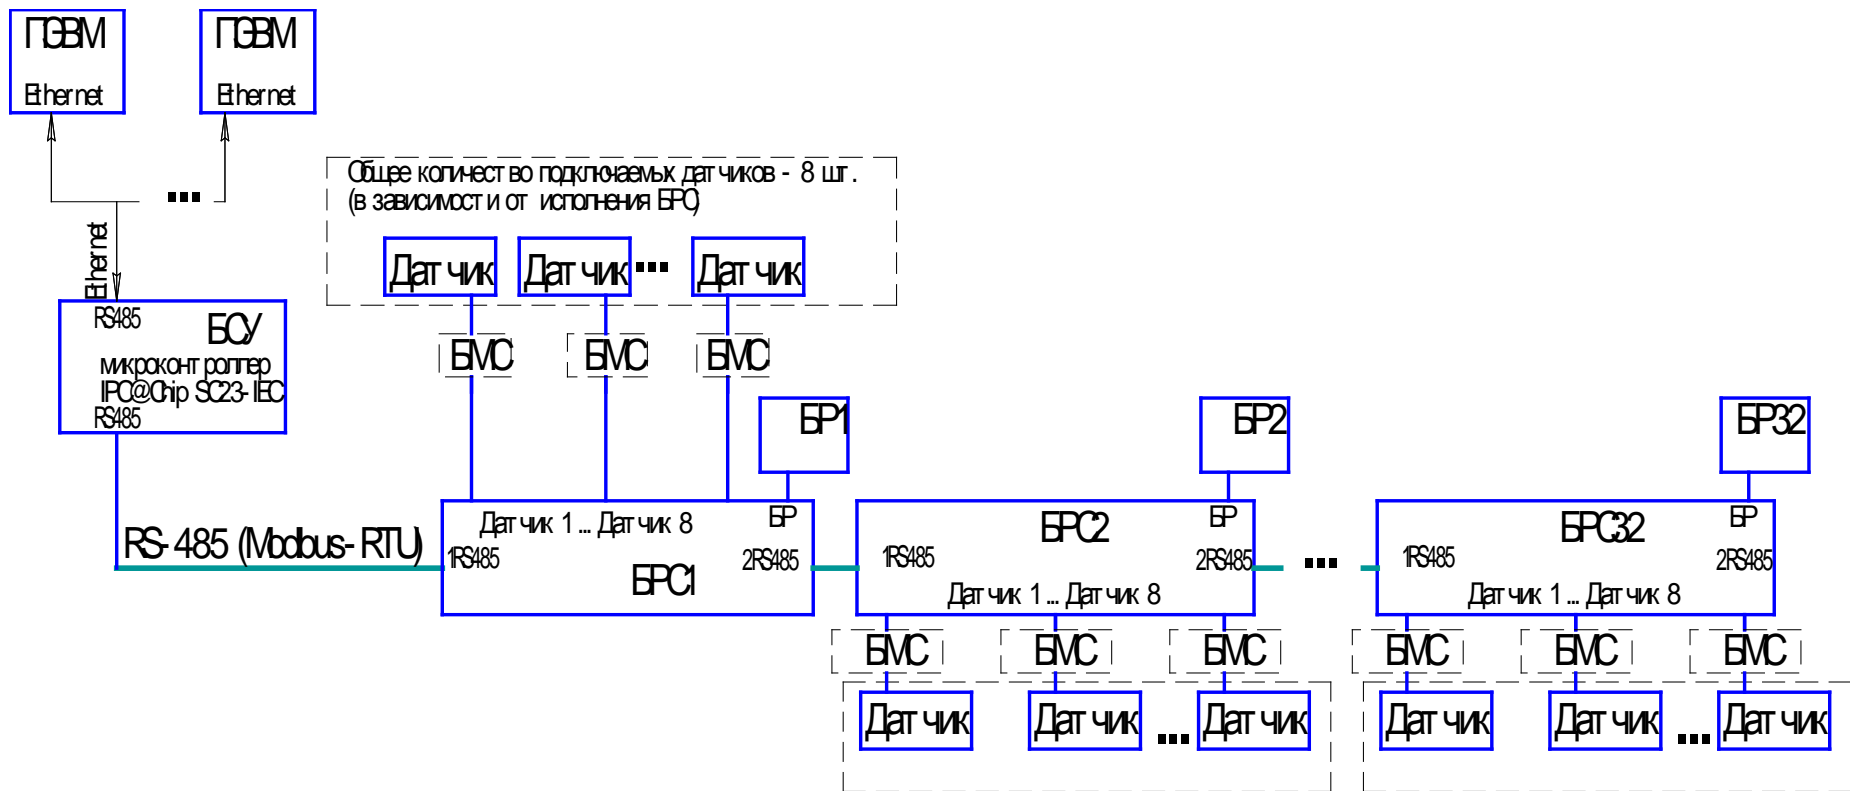 ПЭВМ
Ethernet
ПЭВМ
Ethernet
Ethernet
Общее количество подключаемых датчиков - 8 шт.
(в зависимости от исполнения БРС)
Датчик
Датчик
Датчик
RS485
БСУ
микроконтроллер
IPC@Chip SC23-IEC
RS485
БМС
БМС
БМС
БР1
БР2
БР32
RS-485 (Modbus-RTU)
Датчик 1 ... Датчик 8
БР
1RS485
2RS485
БРС1
БРС2
БР
1RS485
2RS485
Датчик 1 ... Датчик 8
БРС32
БР
1RS485
2RS485
Датчик 1 ... Датчик 8
БМС
БМС
БМС
БМС
БМС
БМС
Датчик
Датчик
Датчик
Датчик
Датчик
Датчик